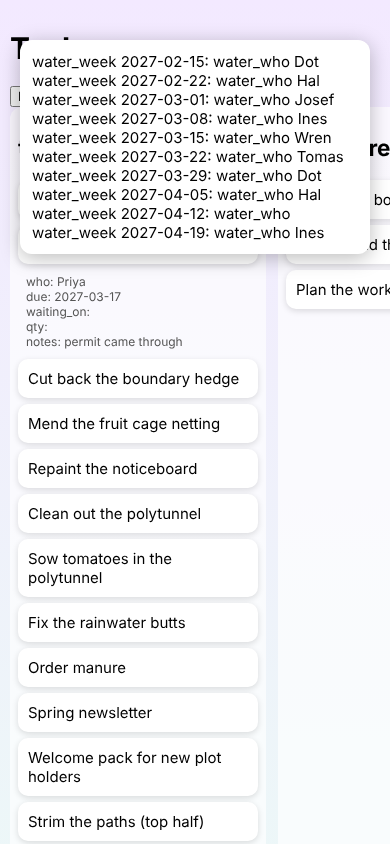 water_week 2027-02-15: water_who Dot
water_week 2027-02-22: water_who Hal
water_week 2027-03-01: water_who Josef
water_week 2027-03-08: water_who Ines
water_week 2027-03-15: water_who Wren
water_week 2027-03-22: water_who Tomas
water_week 2027-03-29: water_who Dot
water_week 2027-04-05: water_who Hal
water_week 2027-04-12: water_who
water_week 2027-04-19: water_who Ines
who: Priya
due: 2027-03-17
waiting_on:
qty:
notes: permit came through
Cut back the boundary hedge
Mend the fruit cage netting
Repaint the noticeboard
Clean out the polytunnel
Sow tomatoes in the
polytunnel
Fix the rainwater butts
Order manure
Spring newsletter
Welcome pack for new plot
holders
Strim the paths (top half)
Plan the work